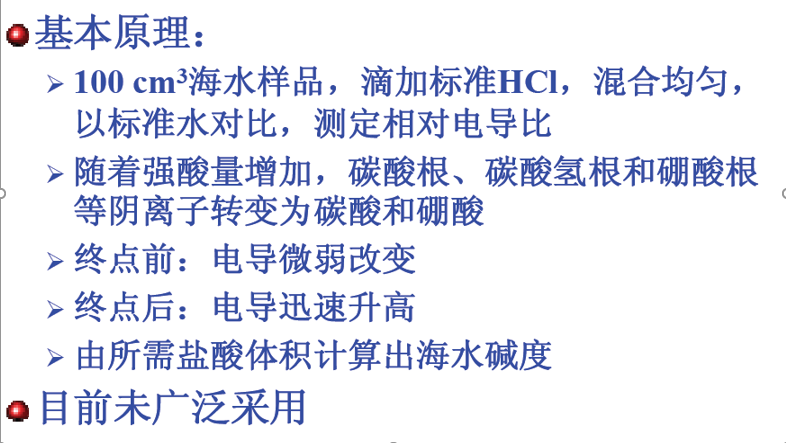 基本原理：
100 cm³海水样品，滴加标准HCl，混合均匀，
以标准水对比，测定相对电导比
随着强酸量增加，碳酸根、碳酸氢根和硼酸根
等阴离子转变为碳酸和硼酸
终点前：电导微弱改变
终点后：电导迅速升高
由所需盐酸体积计算出海水碱度
目前未广泛采用